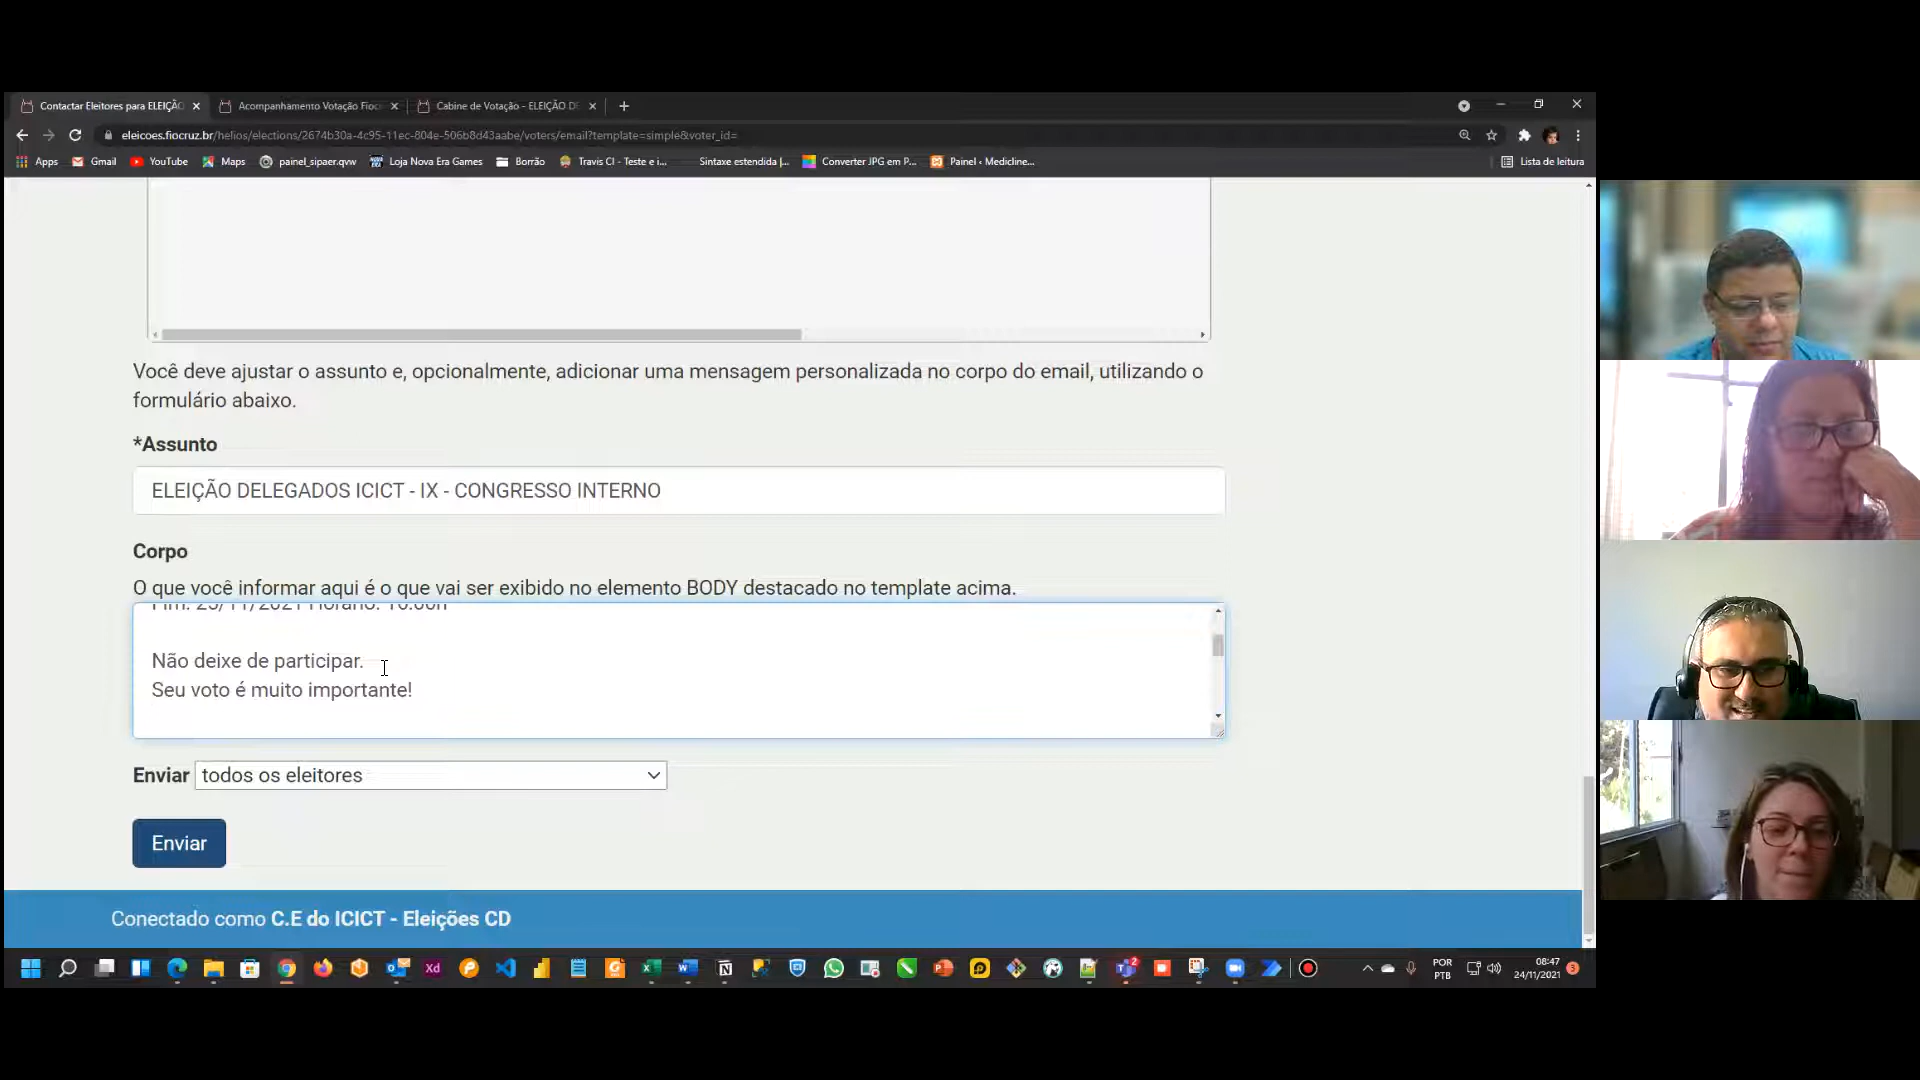 Contactar Eleitores para ELEIÇÃO
Acompanhamento Votação Fioc
Cabine de Votação - ELEIÇÃO DE
eleicoes.fiocruz.br/helios/elections/2674b30a-4c95-11ec-804e-506b8d43aabe/voters/email?template=simple&voter_id=
Apps
Gmail
YouTube
Maps
painel_sipaer.qvw
Loja Nova Era Games
Borrão
Travis CI - Teste e i...
Sintaxe estendida |...
Converter JPG em P...
Painel ‹ Medicline...
Lista de leitura
Você deve ajustar o assunto e, opcionalmente, adicionar uma mensagem personalizada no corpo do email, utilizando o
formulário abaixo.
*Assunto
ELEIÇÃO DELEGADOS ICICT - IX - CONGRESSO INTERNO
Corpo
O que você informar aqui é o que vai ser exibido no elemento BODY destacado no template acima.
Não deixe de participar.
Seu voto é muito importante!
Enviar todos os eleitores
Enviar
Conectado como C.E do ICICT - Eleições CD
POR
PTB
08:47
24/11/2021
3